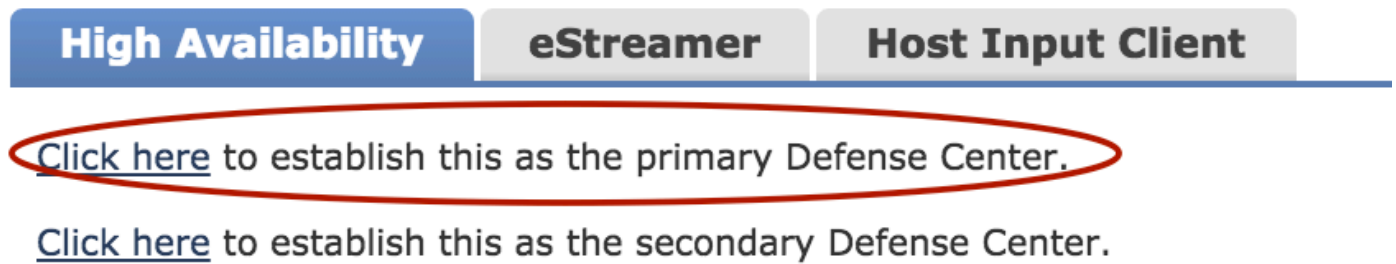 High Availability eStreamer Host Input Client
Click here to establish this as the primary Defense Center.
Click here to establish this as the secondary Defense Center.